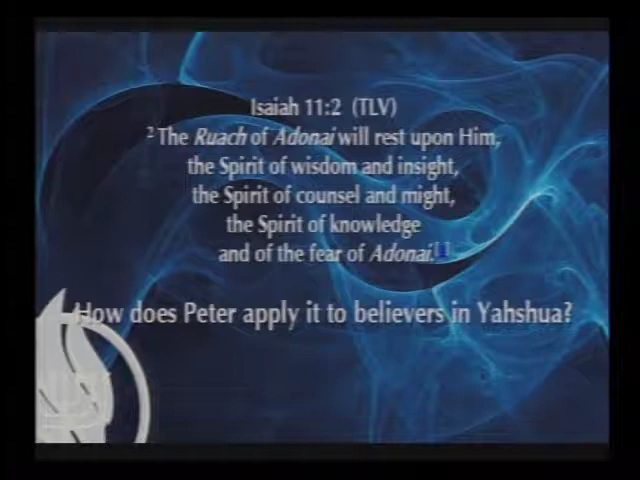 Isaiah 11:2 (TLV)
2 The Ruach of Adonai will rest upon Him,
the Spirit of wisdom and insight,
the Spirit of counsel and might,
the Spirit of knowledge
and of the fear of Adonai.[1]
How does Peter apply it to believers in Yahshua?